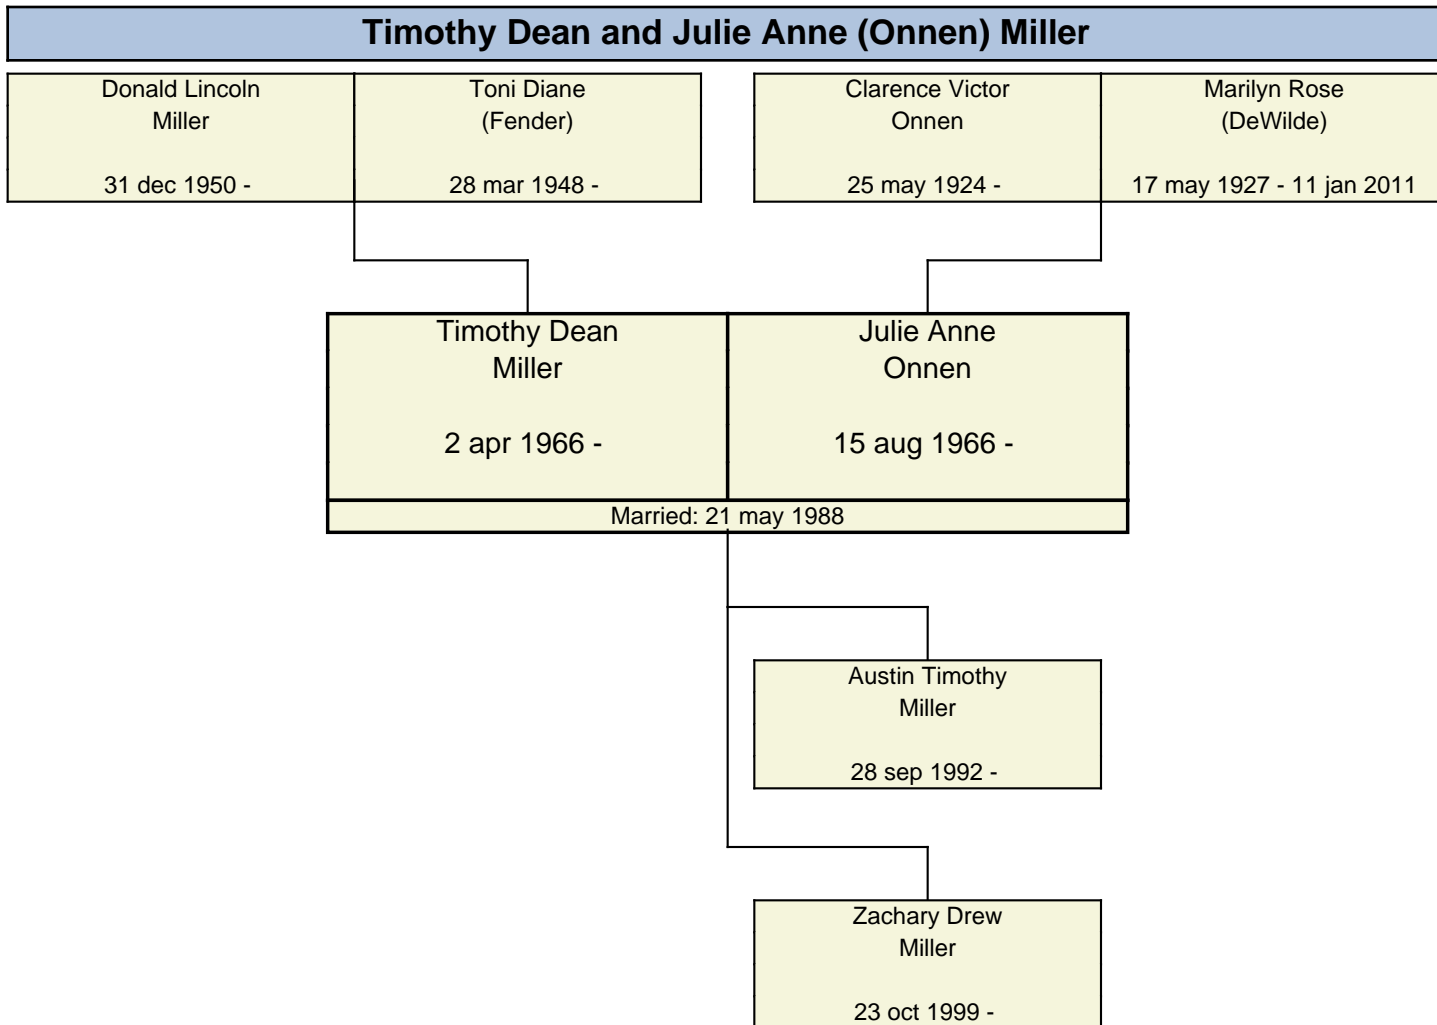 Timothy Dean and Julie Anne (Onnen) Miller
Donald Lincoln
Miller
31 dec 1950 -
Toni Diane
(Fender)
28 mar 1948 -
Clarence Victor
Onnen
25 may 1924 -
Marilyn Rose
(DeWilde)
17 may 1927 - 11 jan 2011
Timothy Dean
Miller
2 apr 1966 -
Julie Anne
Onnen
15 aug 1966 -
Married: 21 may 1988
Austin Timothy
Miller
28 sep 1992 -
Zachary Drew
Miller
23 oct 1999 -